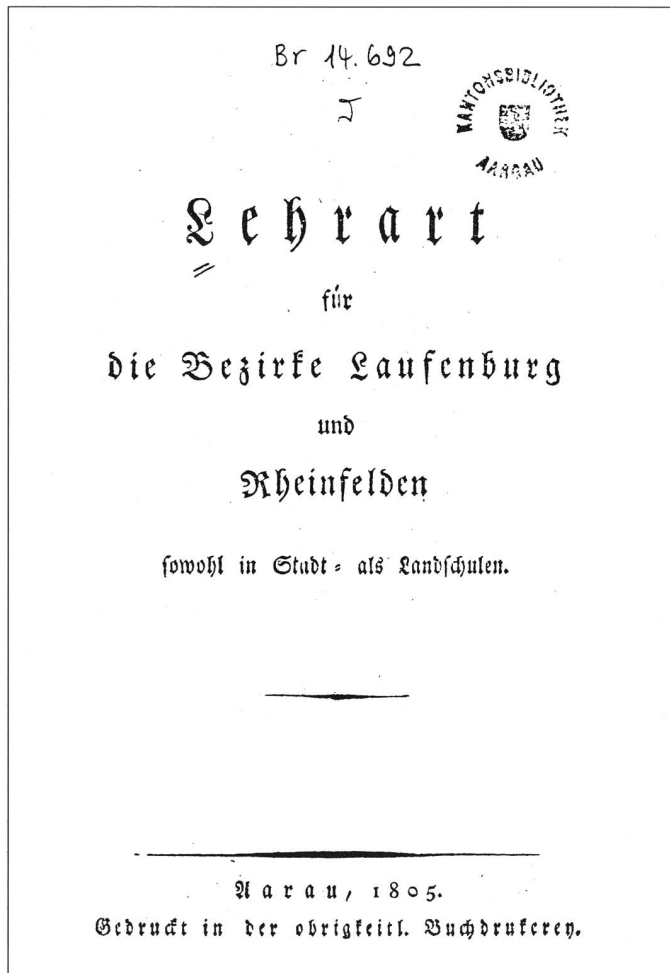 Br 14.692
J
KANTONSBIBLIOTHEK
AARGAU
Lehrart
für
die Bezirke Laufenburg
und
Rheinfelden
sowohl in Stadt- als Landschulen.
Aarau, 1805.
Gedruckt in der obrigkeitl. Buchdrukerey.